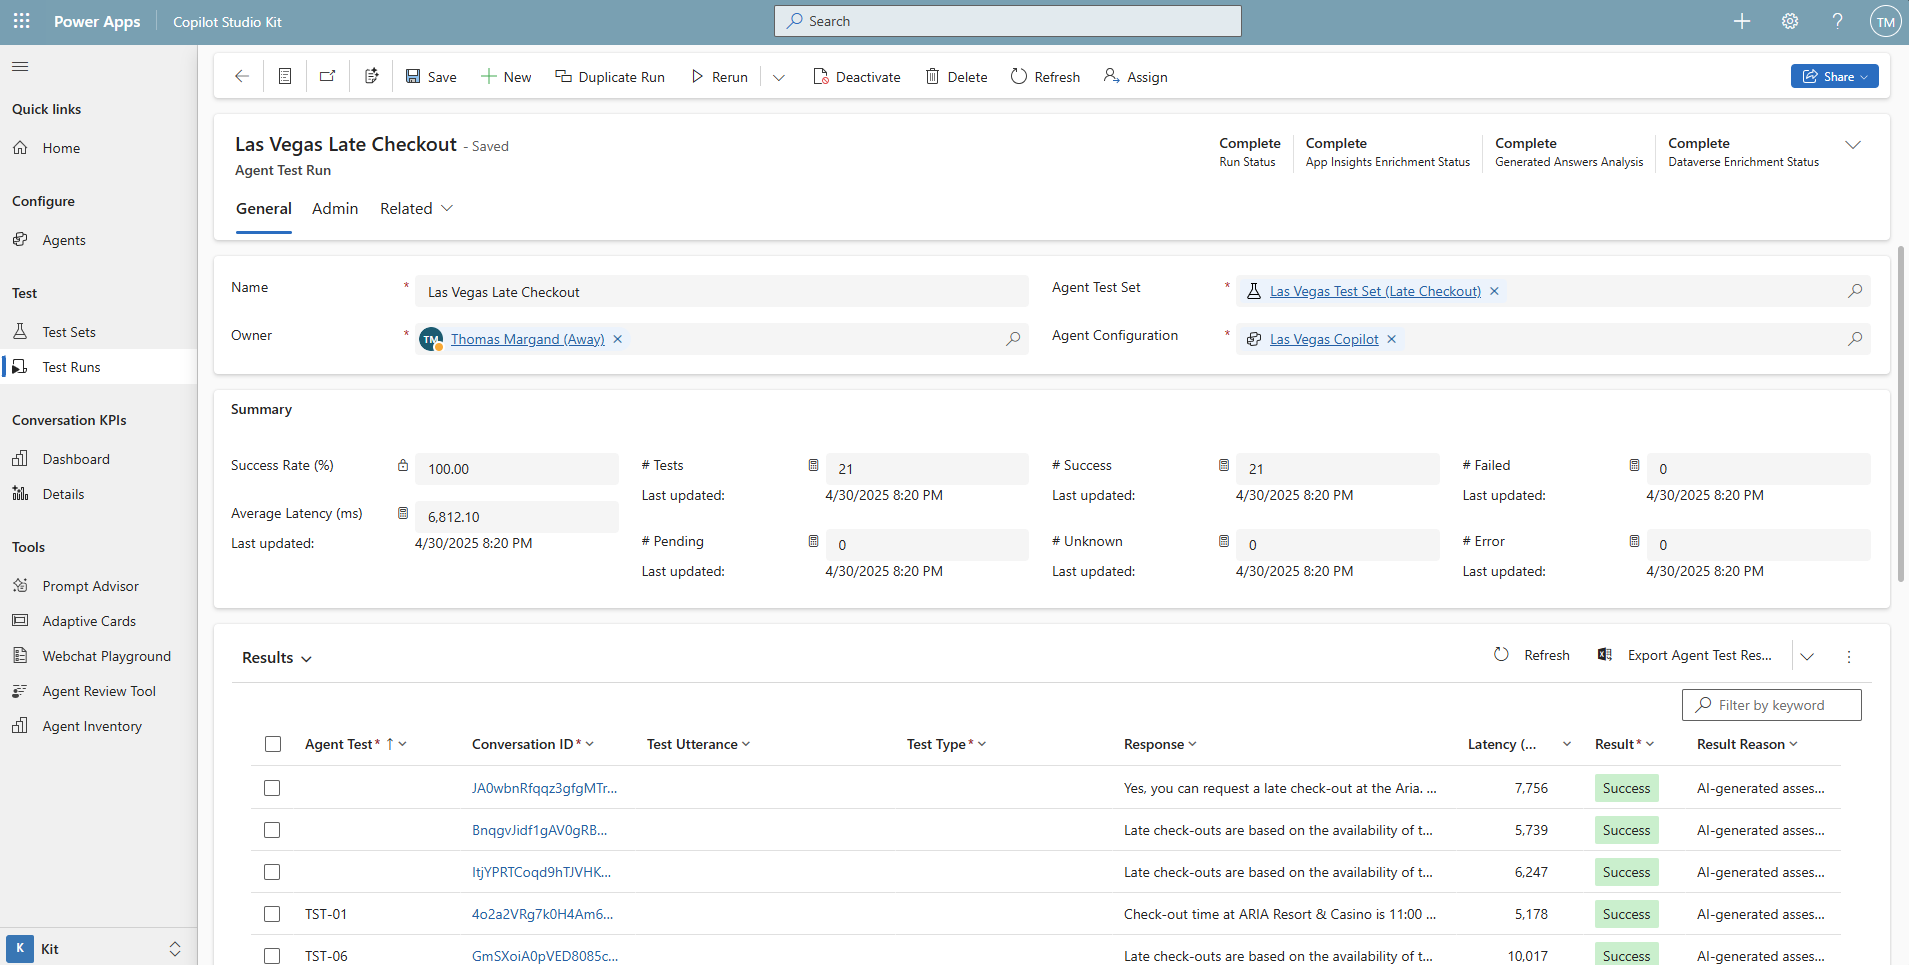 Power Apps
Copilot Studio Kit
Search
TM
Quick links
Home
Configure
Agents
Test
Test Sets
Test Runs
Conversation KPIs
Dashboard
Details
Tools
Prompt Advisor
Adaptive Cards
Webchat Playground
Agent Review Tool
Agent Inventory
K Kit
Save New Duplicate Run Rerun Deactivate Delete Refresh Assign Share
Las Vegas Late Checkout - Saved
Agent Test Run
Complete
Run Status
Complete
App Insights Enrichment Status
Complete
Generated Answers Analysis
Complete
Dataverse Enrichment Status
General Admin Related
Name * Las Vegas Late Checkout
Agent Test Set * Las Vegas Test Set (Late Checkout)
Owner * TM Thomas Margand (Away)
Agent Configuration * Las Vegas Copilot
Summary
Success Rate (%) 100.00
Average Latency (ms) 6,812.10
Last updated: 4/30/2025 8:20 PM
# Tests 21
Last updated: 4/30/2025 8:20 PM
# Pending 0
Last updated: 4/30/2025 8:20 PM
# Success 21
Last updated: 4/30/2025 8:20 PM
# Unknown 0
Last updated: 4/30/2025 8:20 PM
# Failed 0
Last updated: 4/30/2025 8:20 PM
# Error 0
Last updated: 4/30/2025 8:20 PM
Results
Refresh Export Agent Test Res...
Filter by keyword
Agent Test* Conversation ID* Test Utterance Test Type* Response Latency (... Result* Result Reason
JA0wbnRfqqz3gfgMTr... Yes, you can request a late check-out at the Aria. ... 7,756 Success AI-generated asses...
BnqgvJidf1gAV0gRB... Late check-outs are based on the availability of t... 5,739 Success AI-generated asses...
ItjYPRTCoqd9hTJVHK... Late check-outs are based on the availability of t... 6,247 Success AI-generated asses...
TST-01 4o2a2VRg7k0H4Am6... Check-out time at ARIA Resort & Casino is 11:00 ... 5,178 Success AI-generated asses...
TST-06 GmSXoiA0pVED8085c... Late check-outs are based on the availability of t... 10,017 Success AI-generated asses...